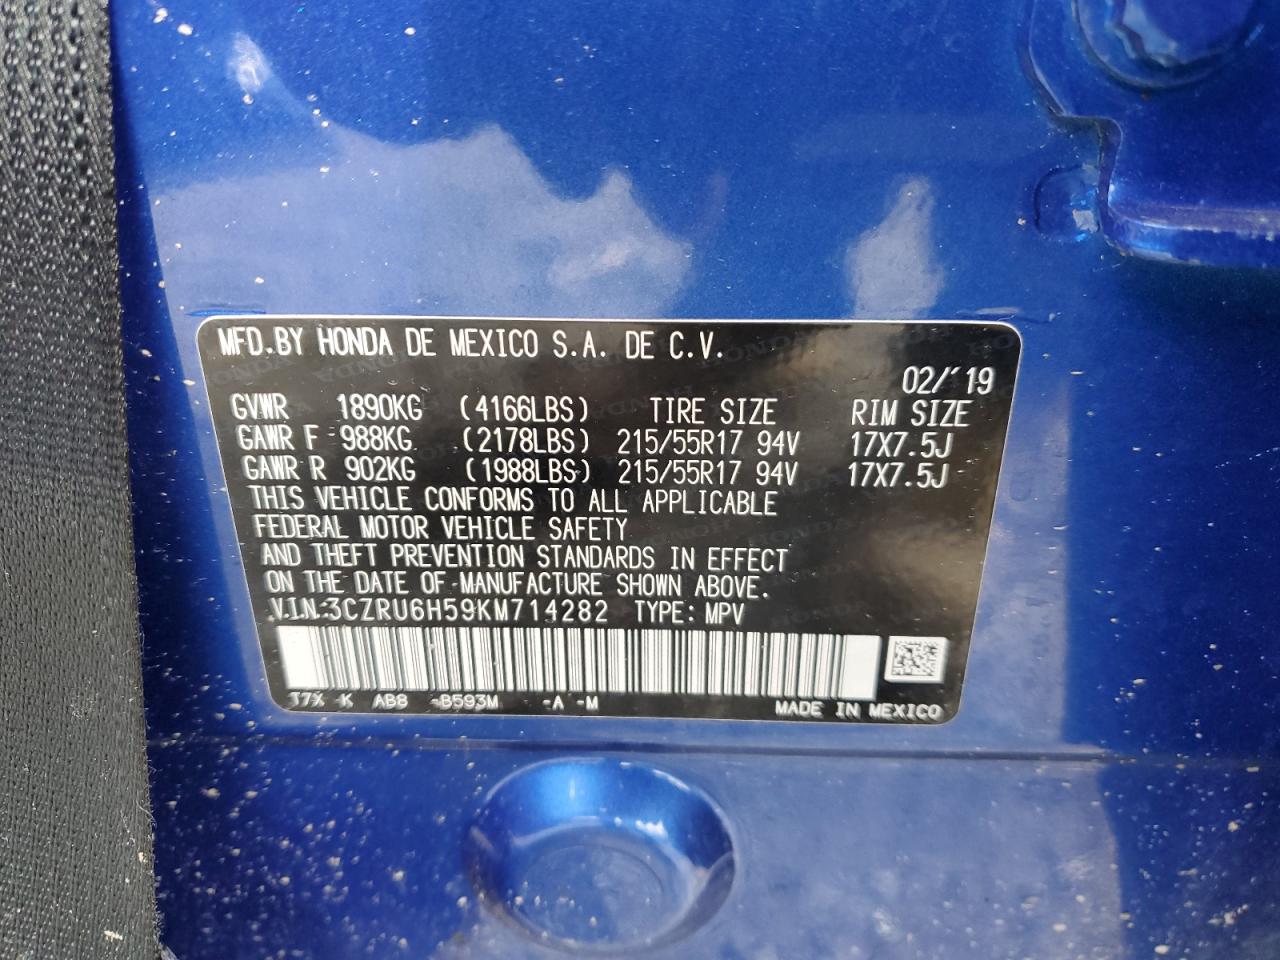 MFD.BY HONDA DE MEXICO S.A. DE C.V.
02/'19
GVWR 1890KG (4166LBS) TIRE SIZE RIM SIZE
GAWR F 988KG (2178LBS) 215/55R17 94V 17X7.5J
GAWR R 902KG (1988LBS) 215/55R17 94V 17X7.5J
THIS VEHICLE CONFORMS TO ALL APPLICABLE
FEDERAL MOTOR VEHICLE SAFETY
AND THEFT PREVENTION STANDARDS IN EFFECT
ON THE DATE OF MANUFACTURE SHOWN ABOVE.
V.I.N:3CZRU6H59KM714282 TYPE: MPV
T7X -K AB8 -B593M -A -M MADE IN MEXICO